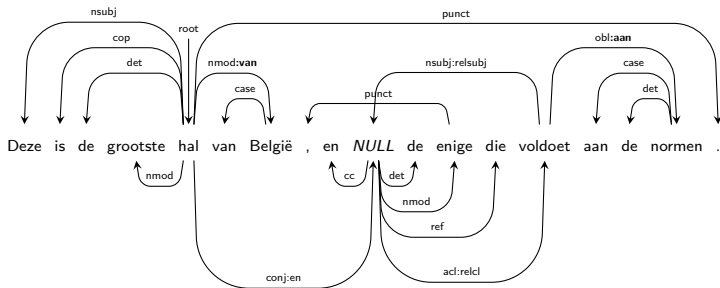 nsubj
punct
cop
root
obl:aan
det
nmod:van
nsubj:relsubj
case
case
punct
det
Deze is de grootste hal van België , en NULL de enige die voldoet aan de normen .
nmod
cc
det
nmod
ref
acl:relcl
conj:en